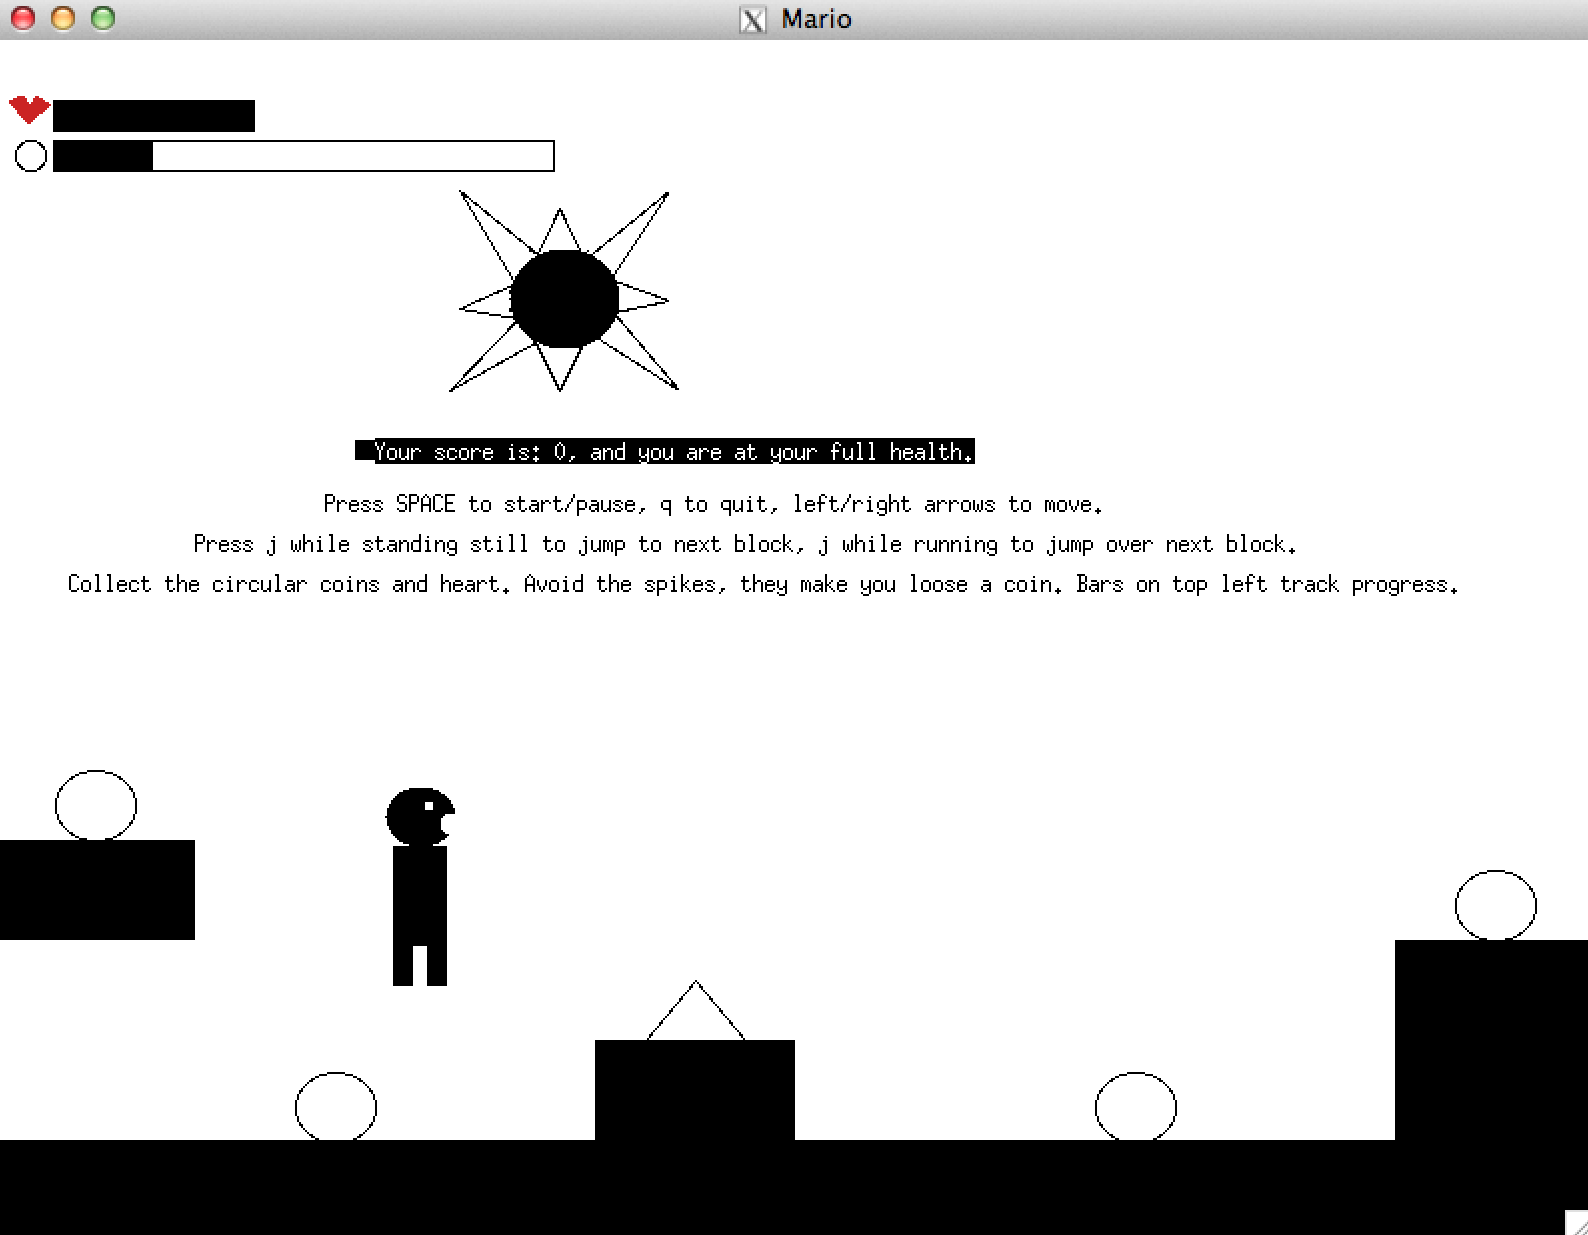 Mario
Your score is: 0, and you are at your full health.
Press SPACE to start/pause, q to quit, left/right arrows to move.
Press j while standing still to jump to next block, j while running to jump over next block.
Collect the circular coins and heart. Avoid the spikes, they make you loose a coin. Bars on top left track progress.